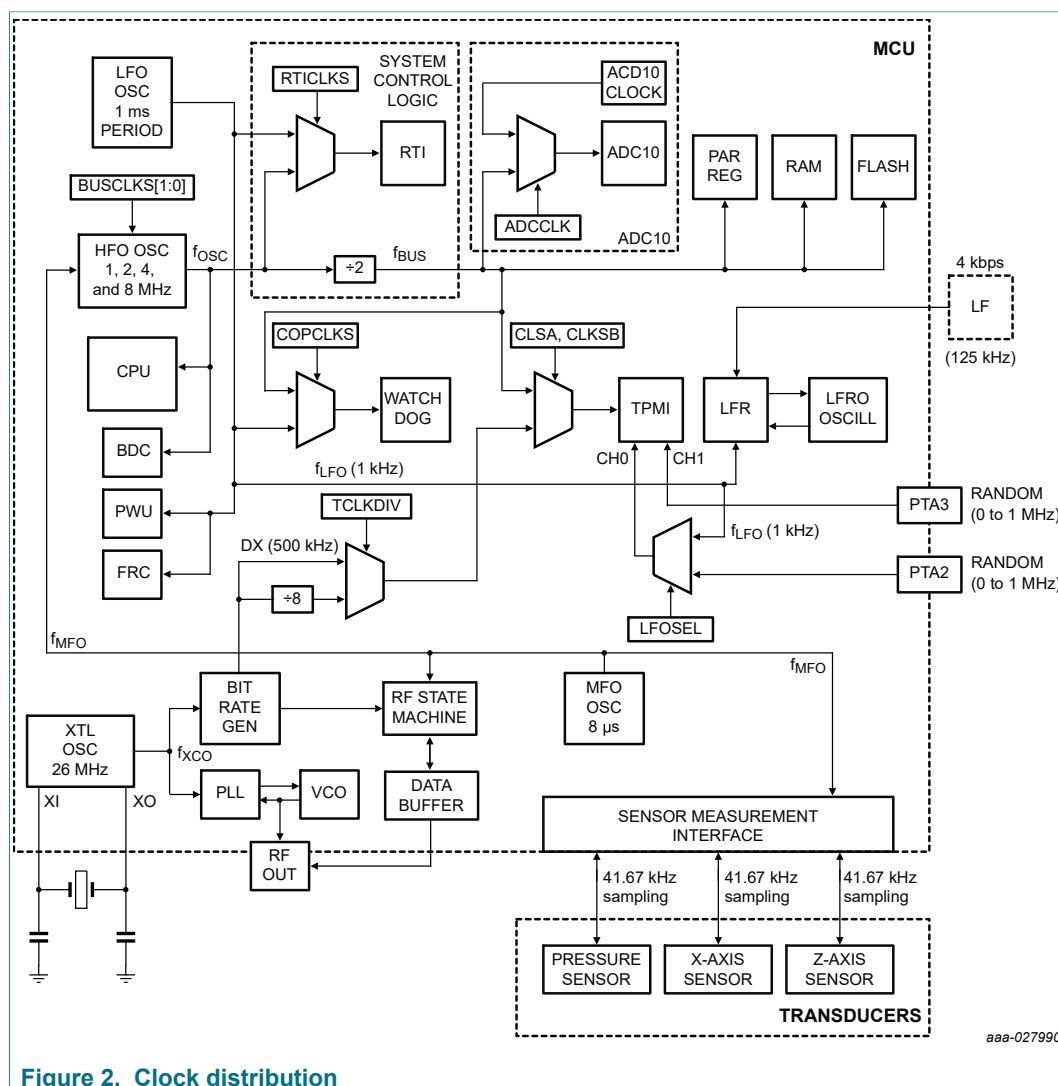 MCU
LFO
OSC
1 ms
PERIOD
RTICLKS
SYSTEM
CONTROL
LOGIC
RTI
ACD10
CLOCK
ADC10
ADCCLK
ADC10
PAR
REG
RAM
FLASH
BUSCLKS[1:0]
HFO OSC
1, 2, 4,
and 8 MHz
fOSC
÷2
fBUS
4 kbps
LF
(125 kHz)
CPU
COPCLKS
WATCH
DOG
CLSA, CLKSB
TPMI
LFR
LFRO
OSCILL
BDC
CH0
CH1
fLFO (1 kHz)
PWU
TCLKDIV
PTA3
RANDOM
(0 to 1 MHz)
FRC
DX (500 kHz)
÷8
fLFO (1 kHz)
PTA2
RANDOM
(0 to 1 MHz)
LFOSEL
fMFO
fMFO
BIT
RATE
GEN
RF STATE
MACHINE
MFO
OSC
8 µs
XTL
OSC
26 MHz
fXCO
XI
XO
PLL
VCO
DATA
BUFFER
RF
OUT
SENSOR MEASUREMENT
INTERFACE
41.67 kHz
sampling
41.67 kHz
sampling
41.67 kHz
sampling
PRESSURE
SENSOR
X-AXIS
SENSOR
Z-AXIS
SENSOR
TRANSDUCERS
aaa-027990
Figure 2. Clock distribution